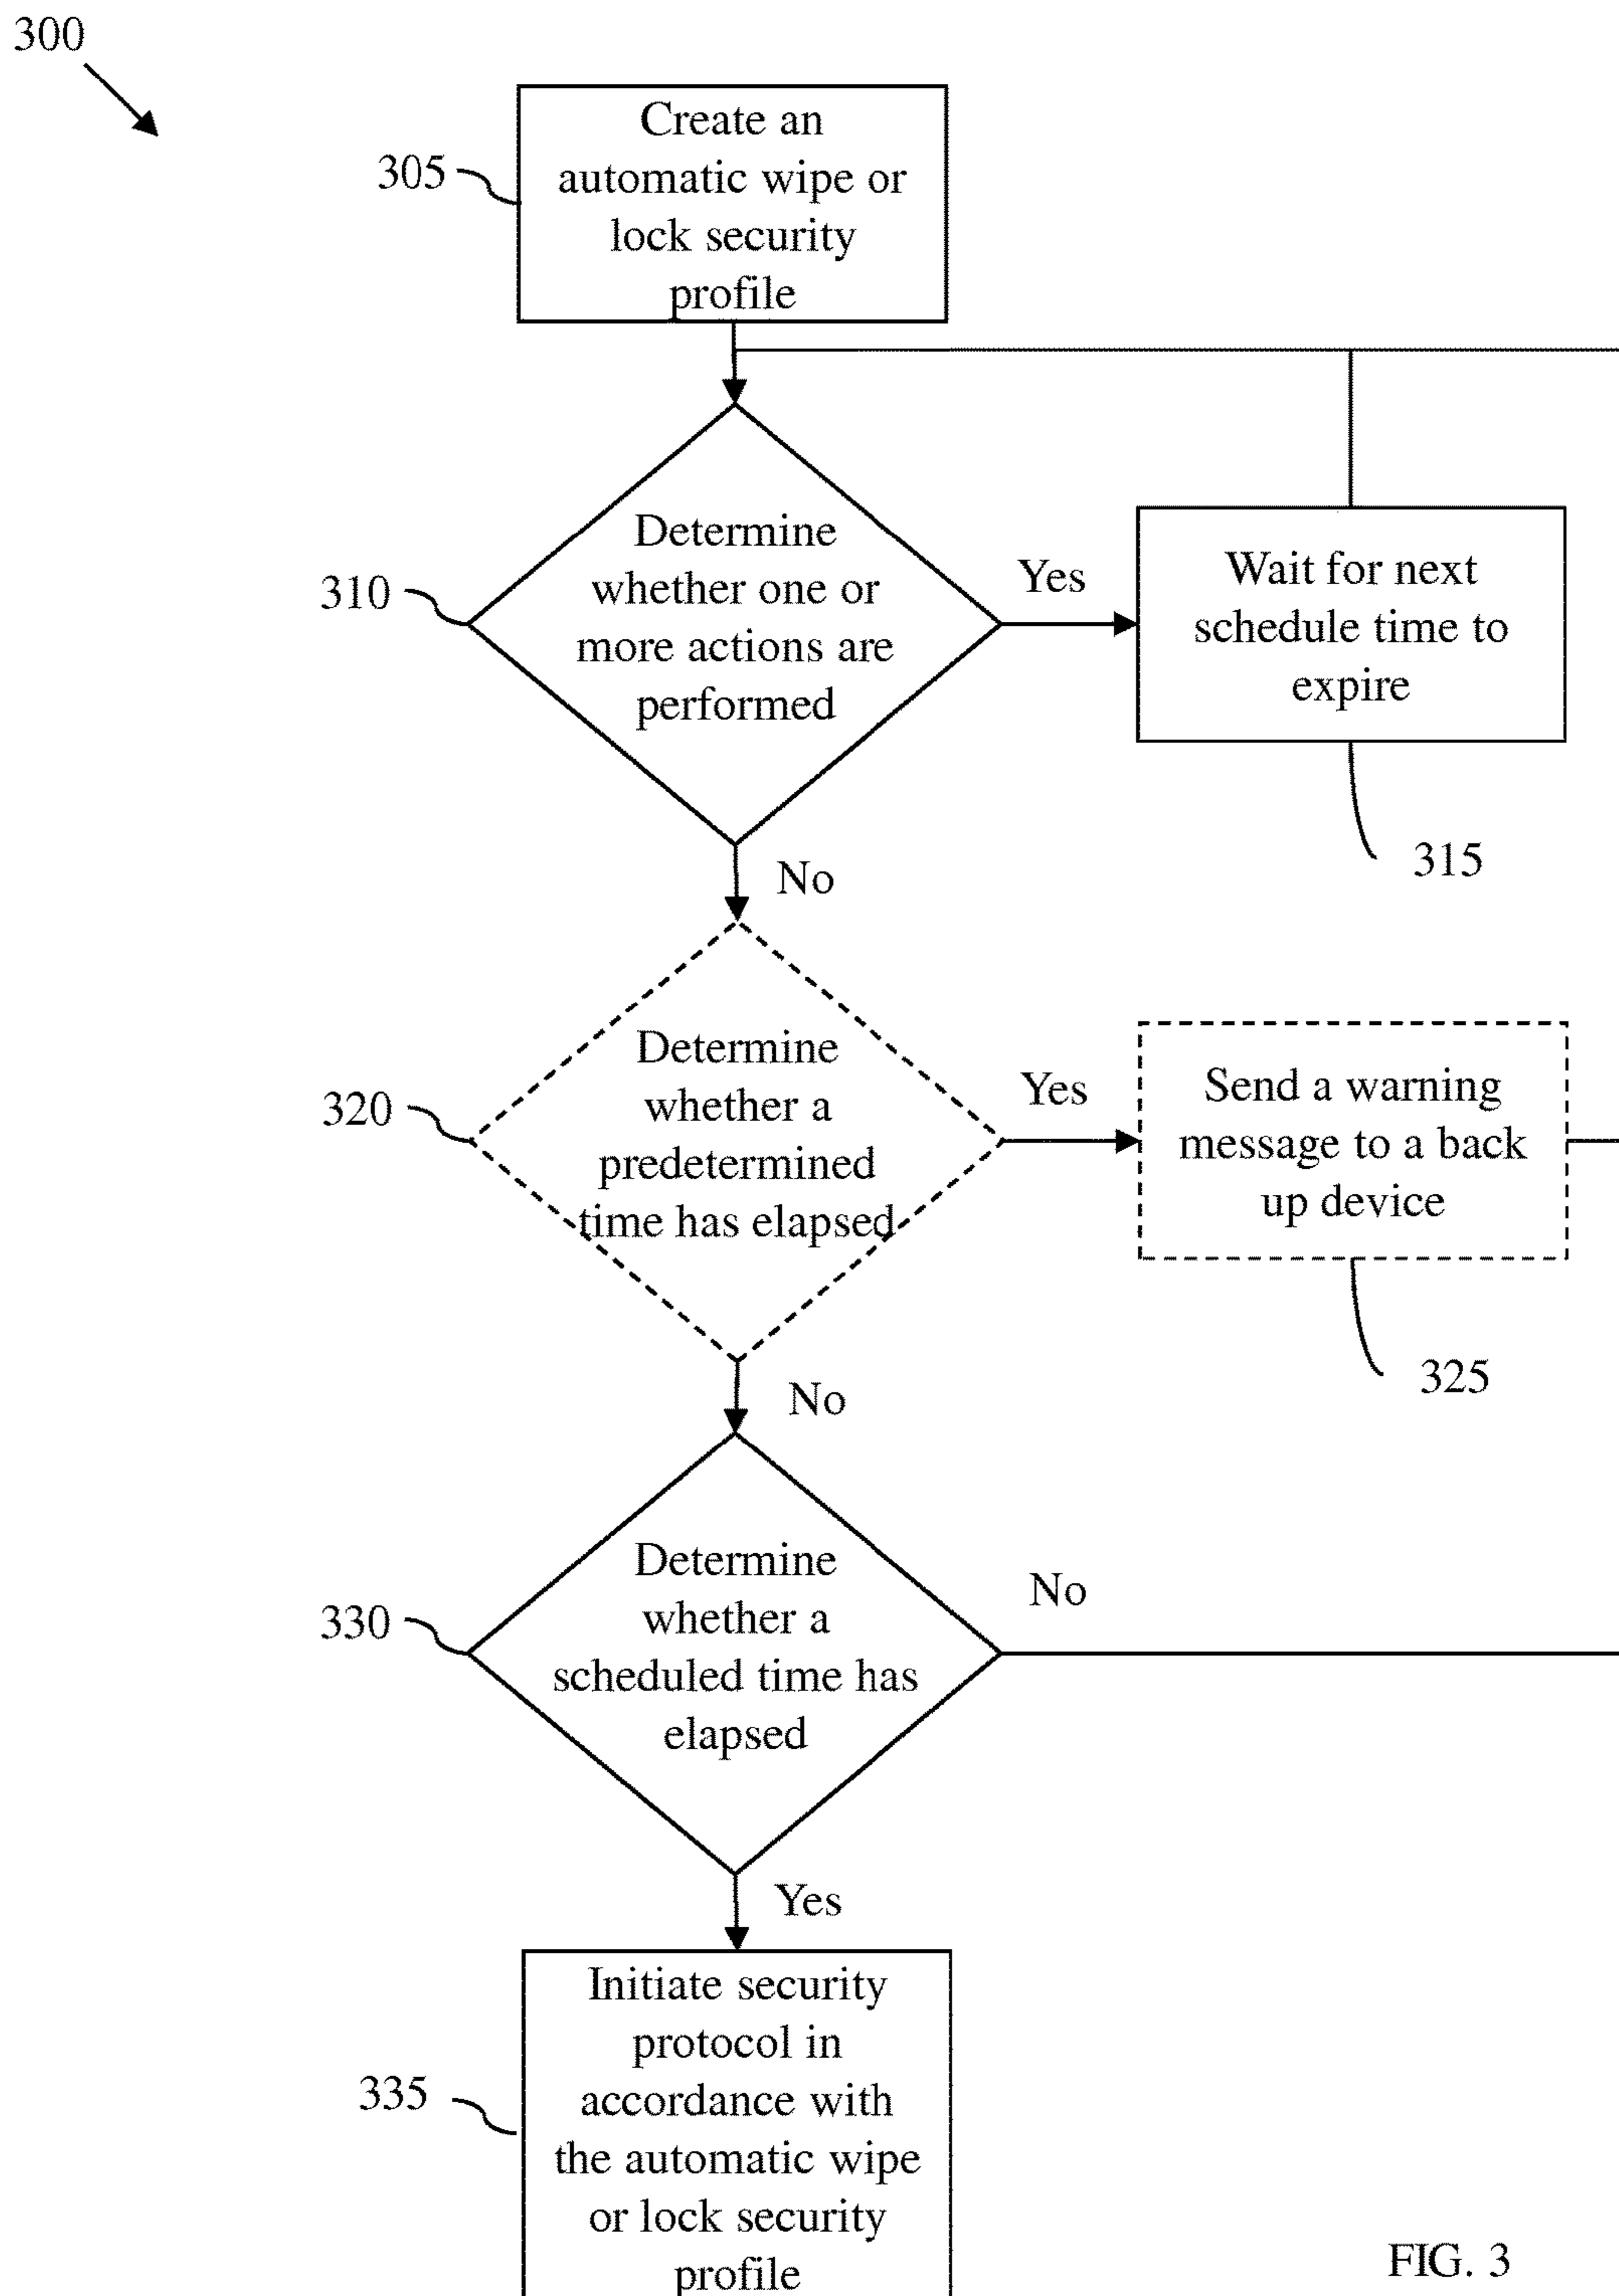 300
Create an
automatic wipe or
lock security
profile
305
Determine
whether one or
more actions are
performed
310
Yes
Wait for next
schedule time to
expire
315
No
Determine
whether a
predetermined
time has elapsed
320
Yes
Send a warning
message to a back
up device
325
No
Determine
whether a
scheduled time has
elapsed
330
No
Yes
Initiate security
protocol in
accordance with
the automatic wipe
or lock security
profile
335
FIG. 3